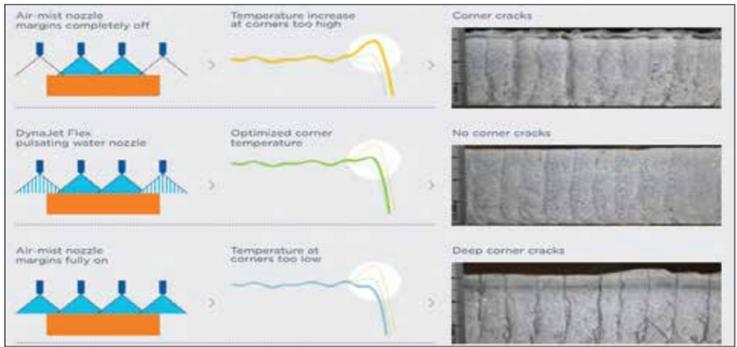 Air-mist nozzle
margins completely off
Temperature increase
at corners too high
Corner cracks
DynaJet Flex
pulsating water nozzle
Optimized corner
temperature
No corner cracks
Air-mist nozzle
margins fully on
Temperature at
corners too low
Deep corner cracks